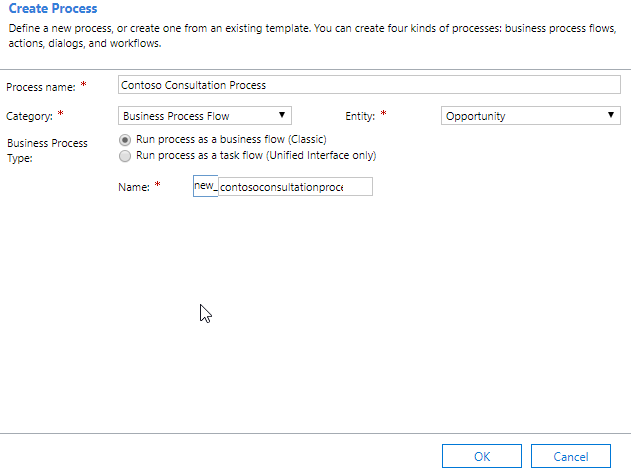 Create Process
Define a new process, or create one from an existing template. You can create four kinds of processes: business process flows,
actions, dialogs, and workflows.
Process name: * Contoso Consultation Process
Category: * Business Process Flow Entity: * Opportunity
Business Process Type:
Run process as a business flow (Classic)
Run process as a task flow (Unified Interface only)
Name: * new_ contosoconsultationproce
OK Cancel